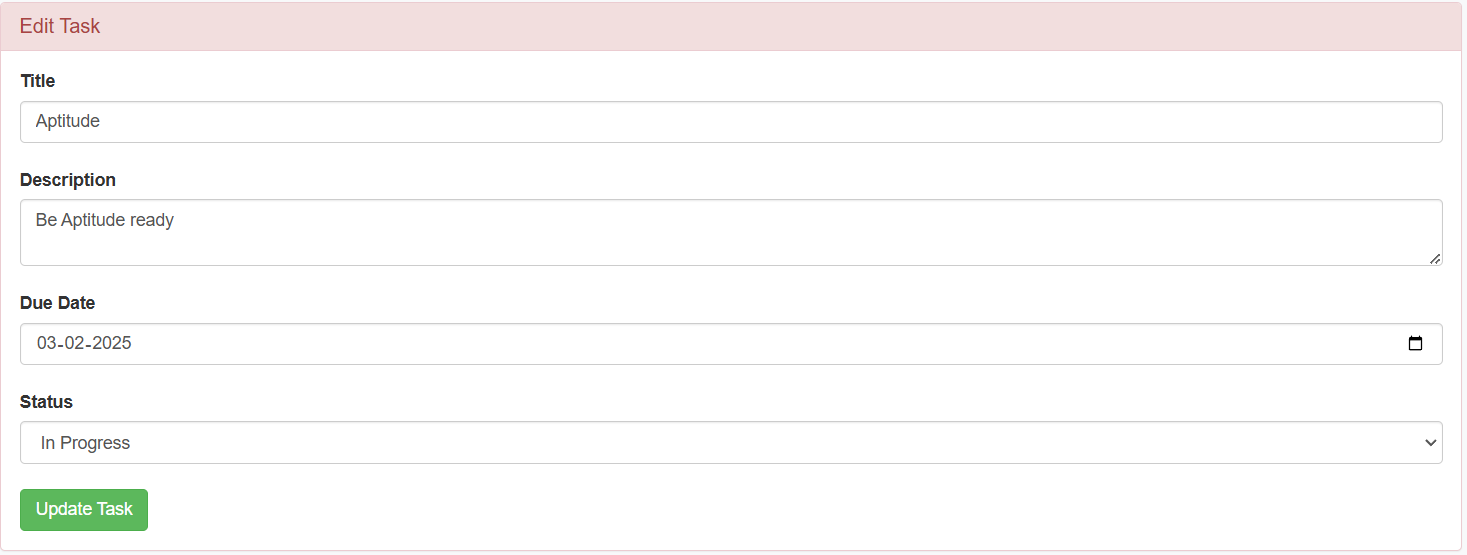 Edit Task
Title
Aptitude
Description
Be Aptitude ready
Due Date
03-02-2025
Status
In Progress
Update Task